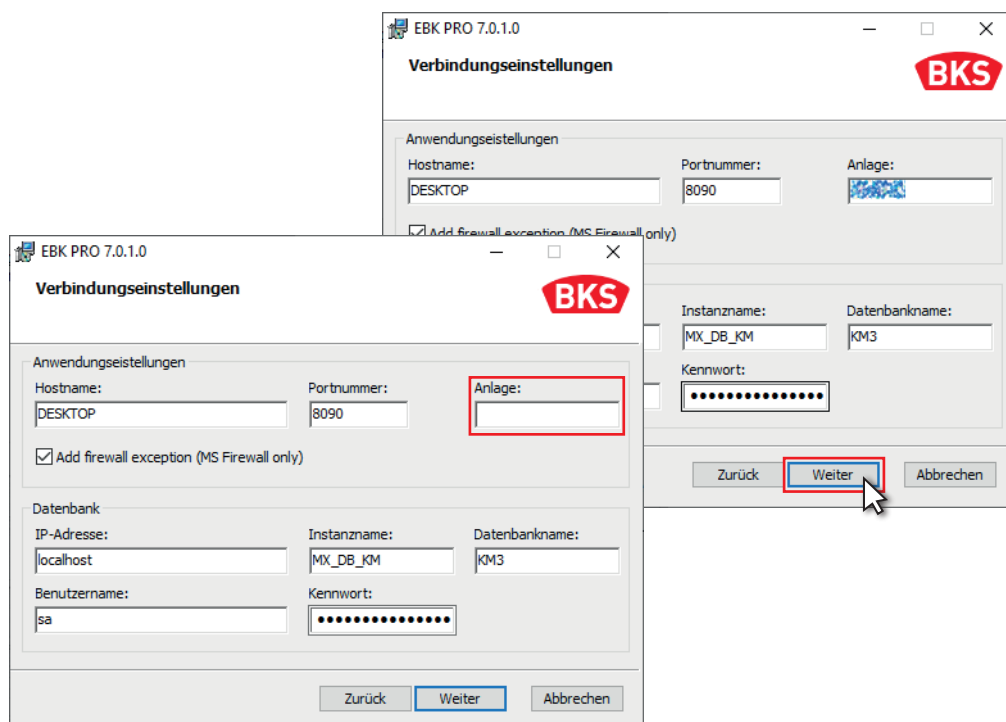 EBK PRO 7.0.1.0
Verbindungseinstellungen
BKS
Anwendungseistellungen
Hostname: Portnummer: Anlage:
DESKTOP 8090
Add firewall exception (MS Firewall only)
Instanzname: Datenbankname:
MX_DB_KM KM3
Kennwort:
•••••••••••••••
Zurück Weiter Abbrechen
EBK PRO 7.0.1.0
Verbindungseinstellungen
BKS
Anwendungseistellungen
Hostname: Portnummer: Anlage:
DESKTOP 8090
Add firewall exception (MS Firewall only)
Datenbank
IP-Adresse: Instanzname: Datenbankname:
localhost MX_DB_KM KM3
Benutzername: Kennwort:
sa •••••••••••••••
Zurück Weiter Abbrechen